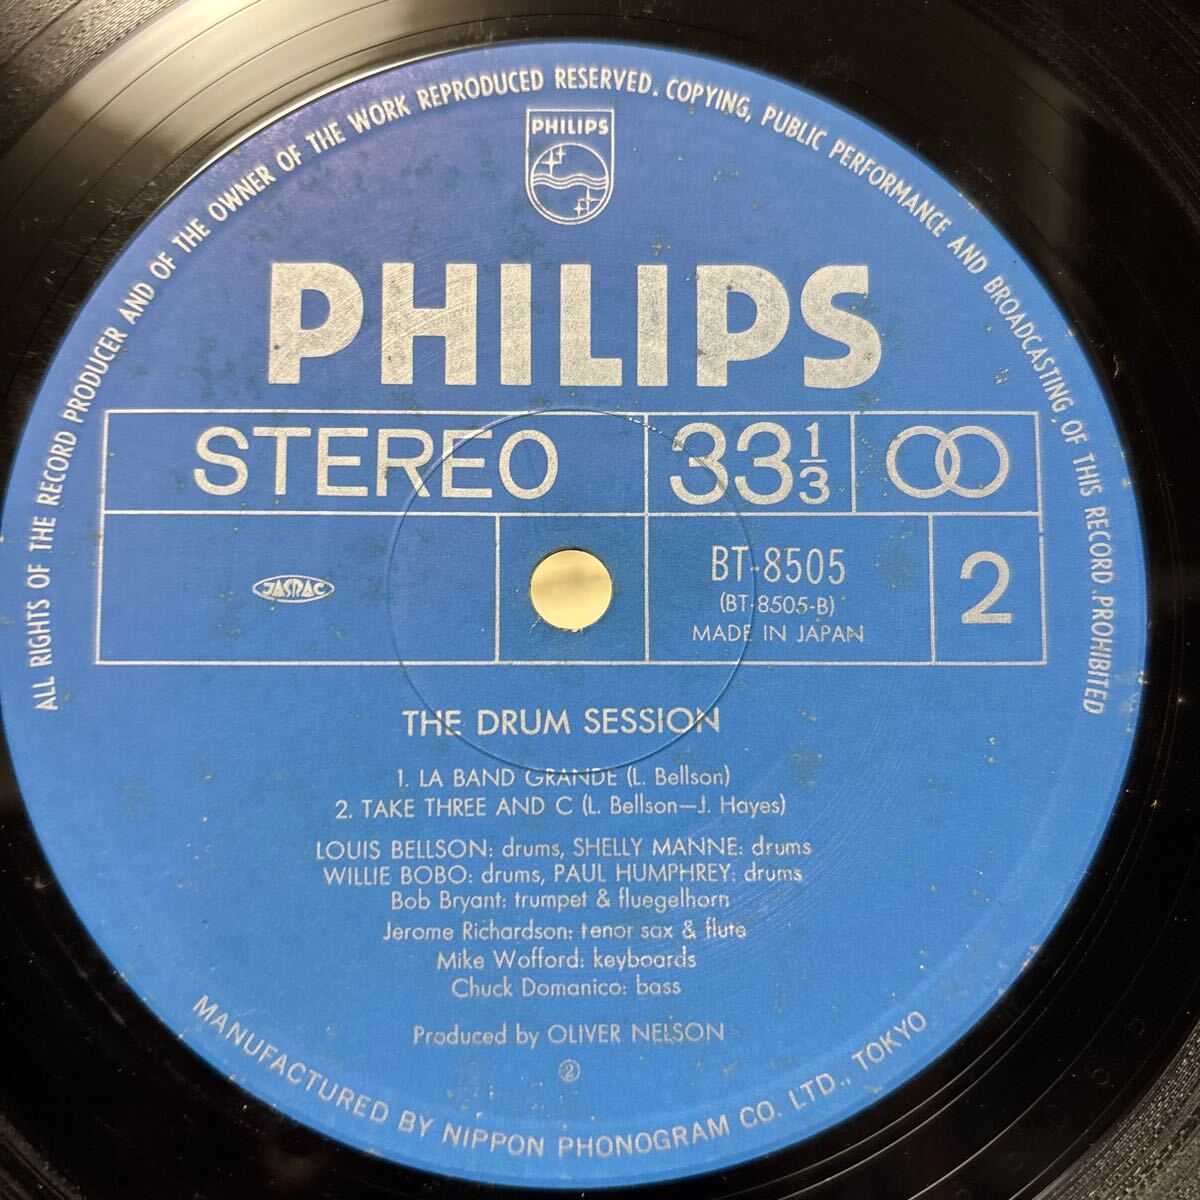 ALL RIGHTS OF THE RECORD PRODUCER AND OF THE OWNER OF THE WORK REPRODUCED RESERVED. COPYING, PUBLIC PERFORMANCE AND BROADCASTING OF THIS RECORD PROHIBITED
PHILIPS
PHILIPS
STEREO
33 1/3
JASRAC
BT-8505
(BT-8505-B)
MADE IN JAPAN
2
THE DRUM SESSION
1. LA BAND GRANDE (L. Bellson)
2. TAKE THREE AND C (L. Bellson—J. Hayes)
LOUIS BELLSON: drums, SHELLY MANNE: drums
WILLIE BOBO: drums, PAUL HUMPHREY: drums
Bob Bryant: trumpet & fluegelhorn
Jerome Richardson: tenor sax & flute
Mike Wofford: keyboards
Chuck Domanico: bass
Produced by OLIVER NELSON
②
MANUFACTURED BY NIPPON PHONOGRAM CO. LTD., TOKYO